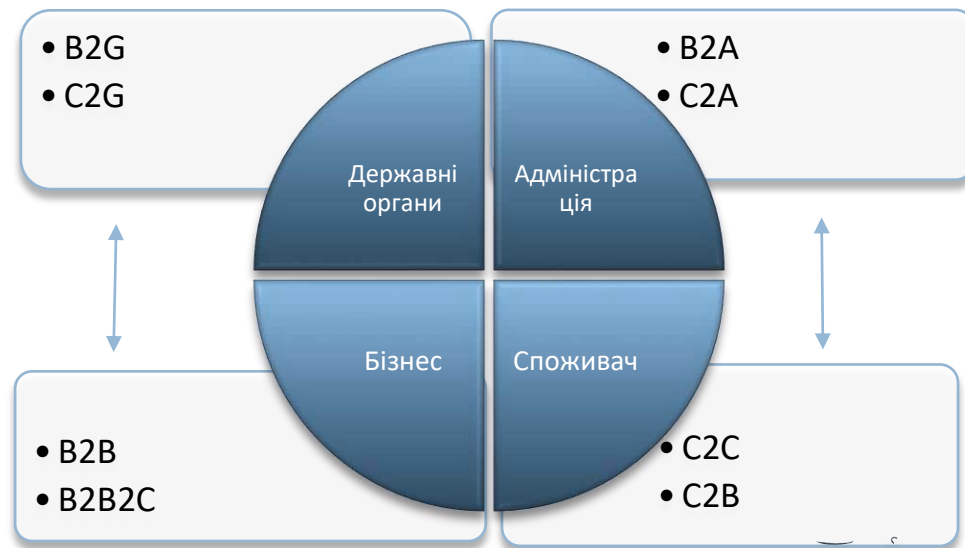 • B2G
• C2G
• B2A
• C2A
Державні
органи
Адміністра
ція
Бізнес
Споживач
• B2B
• B2B2C
• C2C
• C2B